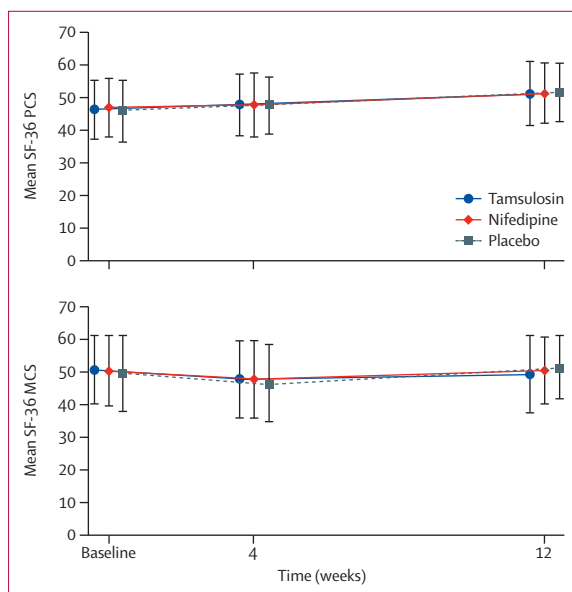 70
60
50
40
30
20
10
0
Mean SF-36 PCS
Tamsulosin
Nifedipine
Placebo
70
60
50
40
30
20
10
0
Mean SF-36 MCS
Baseline 4 12
Time (weeks)